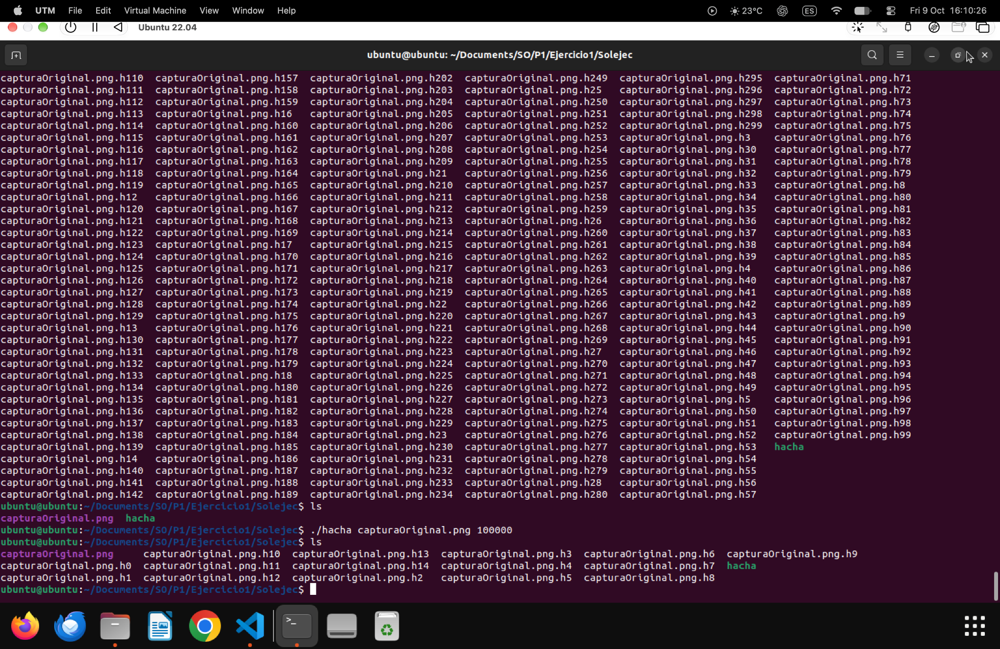 UTM File Edit Virtual Machine View Window Help 23°C ES Fri 9 Oct 16:10:26
Ubuntu 22.04
ubuntu@ubuntu: ~/Documents/SO/P1/Ejercicio1/Solejec
capturaOriginal.png.h110 capturaOriginal.png.h157 capturaOriginal.png.h202 capturaOriginal.png.h249 capturaOriginal.png.h295 capturaOriginal.png.h71
capturaOriginal.png.h111 capturaOriginal.png.h158 capturaOriginal.png.h203 capturaOriginal.png.h25 capturaOriginal.png.h296 capturaOriginal.png.h72
capturaOriginal.png.h112 capturaOriginal.png.h159 capturaOriginal.png.h204 capturaOriginal.png.h250 capturaOriginal.png.h297 capturaOriginal.png.h73
capturaOriginal.png.h113 capturaOriginal.png.h16 capturaOriginal.png.h205 capturaOriginal.png.h251 capturaOriginal.png.h298 capturaOriginal.png.h74
capturaOriginal.png.h114 capturaOriginal.png.h160 capturaOriginal.png.h206 capturaOriginal.png.h252 capturaOriginal.png.h299 capturaOriginal.png.h75
capturaOriginal.png.h115 capturaOriginal.png.h161 capturaOriginal.png.h207 capturaOriginal.png.h253 capturaOriginal.png.h3 capturaOriginal.png.h76
capturaOriginal.png.h116 capturaOriginal.png.h162 capturaOriginal.png.h208 capturaOriginal.png.h254 capturaOriginal.png.h30 capturaOriginal.png.h77
capturaOriginal.png.h117 capturaOriginal.png.h163 capturaOriginal.png.h209 capturaOriginal.png.h255 capturaOriginal.png.h31 capturaOriginal.png.h78
capturaOriginal.png.h118 capturaOriginal.png.h164 capturaOriginal.png.h21 capturaOriginal.png.h256 capturaOriginal.png.h32 capturaOriginal.png.h79
capturaOriginal.png.h119 capturaOriginal.png.h165 capturaOriginal.png.h210 capturaOriginal.png.h257 capturaOriginal.png.h33 capturaOriginal.png.h8
capturaOriginal.png.h12 capturaOriginal.png.h166 capturaOriginal.png.h211 capturaOriginal.png.h258 capturaOriginal.png.h34 capturaOriginal.png.h80
capturaOriginal.png.h120 capturaOriginal.png.h167 capturaOriginal.png.h212 capturaOriginal.png.h259 capturaOriginal.png.h35 capturaOriginal.png.h81
capturaOriginal.png.h121 capturaOriginal.png.h168 capturaOriginal.png.h213 capturaOriginal.png.h26 capturaOriginal.png.h36 capturaOriginal.png.h82
capturaOriginal.png.h122 capturaOriginal.png.h169 capturaOriginal.png.h214 capturaOriginal.png.h260 capturaOriginal.png.h37 capturaOriginal.png.h83
capturaOriginal.png.h123 capturaOriginal.png.h17 capturaOriginal.png.h215 capturaOriginal.png.h261 capturaOriginal.png.h38 capturaOriginal.png.h84
capturaOriginal.png.h124 capturaOriginal.png.h170 capturaOriginal.png.h216 capturaOriginal.png.h262 capturaOriginal.png.h39 capturaOriginal.png.h85
capturaOriginal.png.h125 capturaOriginal.png.h171 capturaOriginal.png.h217 capturaOriginal.png.h263 capturaOriginal.png.h4 capturaOriginal.png.h86
capturaOriginal.png.h126 capturaOriginal.png.h172 capturaOriginal.png.h218 capturaOriginal.png.h264 capturaOriginal.png.h40 capturaOriginal.png.h87
capturaOriginal.png.h127 capturaOriginal.png.h173 capturaOriginal.png.h219 capturaOriginal.png.h265 capturaOriginal.png.h41 capturaOriginal.png.h88
capturaOriginal.png.h128 capturaOriginal.png.h174 capturaOriginal.png.h22 capturaOriginal.png.h266 capturaOriginal.png.h42 capturaOriginal.png.h89
capturaOriginal.png.h129 capturaOriginal.png.h175 capturaOriginal.png.h220 capturaOriginal.png.h267 capturaOriginal.png.h43 capturaOriginal.png.h9
capturaOriginal.png.h13 capturaOriginal.png.h176 capturaOriginal.png.h221 capturaOriginal.png.h268 capturaOriginal.png.h44 capturaOriginal.png.h90
capturaOriginal.png.h130 capturaOriginal.png.h177 capturaOriginal.png.h222 capturaOriginal.png.h269 capturaOriginal.png.h45 capturaOriginal.png.h91
capturaOriginal.png.h131 capturaOriginal.png.h178 capturaOriginal.png.h223 capturaOriginal.png.h27 capturaOriginal.png.h46 capturaOriginal.png.h92
capturaOriginal.png.h132 capturaOriginal.png.h179 capturaOriginal.png.h224 capturaOriginal.png.h270 capturaOriginal.png.h47 capturaOriginal.png.h93
capturaOriginal.png.h133 capturaOriginal.png.h18 capturaOriginal.png.h225 capturaOriginal.png.h271 capturaOriginal.png.h48 capturaOriginal.png.h94
capturaOriginal.png.h134 capturaOriginal.png.h180 capturaOriginal.png.h226 capturaOriginal.png.h272 capturaOriginal.png.h49 capturaOriginal.png.h95
capturaOriginal.png.h135 capturaOriginal.png.h181 capturaOriginal.png.h227 capturaOriginal.png.h273 capturaOriginal.png.h5 capturaOriginal.png.h96
capturaOriginal.png.h136 capturaOriginal.png.h182 capturaOriginal.png.h228 capturaOriginal.png.h274 capturaOriginal.png.h50 capturaOriginal.png.h97
capturaOriginal.png.h137 capturaOriginal.png.h183 capturaOriginal.png.h229 capturaOriginal.png.h275 capturaOriginal.png.h51 capturaOriginal.png.h98
capturaOriginal.png.h138 capturaOriginal.png.h184 capturaOriginal.png.h23 capturaOriginal.png.h276 capturaOriginal.png.h52 capturaOriginal.png.h99
capturaOriginal.png.h139 capturaOriginal.png.h185 capturaOriginal.png.h230 capturaOriginal.png.h277 capturaOriginal.png.h53 hacha
capturaOriginal.png.h14 capturaOriginal.png.h186 capturaOriginal.png.h231 capturaOriginal.png.h278 capturaOriginal.png.h54
capturaOriginal.png.h140 capturaOriginal.png.h187 capturaOriginal.png.h232 capturaOriginal.png.h279 capturaOriginal.png.h55
capturaOriginal.png.h141 capturaOriginal.png.h188 capturaOriginal.png.h233 capturaOriginal.png.h28 capturaOriginal.png.h56
capturaOriginal.png.h142 capturaOriginal.png.h189 capturaOriginal.png.h234 capturaOriginal.png.h280 capturaOriginal.png.h57
ubuntu@ubuntu:~/Documents/SO/P1/Ejercicio1/Solejec$ ls
capturaOriginal.png hacha
ubuntu@ubuntu:~/Documents/SO/P1/Ejercicio1/Solejec$ ./hacha capturaOriginal.png 100000
ubuntu@ubuntu:~/Documents/SO/P1/Ejercicio1/Solejec$ ls
capturaOriginal.png capturaOriginal.png.h10 capturaOriginal.png.h13 capturaOriginal.png.h3 capturaOriginal.png.h6 capturaOriginal.png.h9
capturaOriginal.png.h0 capturaOriginal.png.h11 capturaOriginal.png.h14 capturaOriginal.png.h4 capturaOriginal.png.h7 hacha
capturaOriginal.png.h1 capturaOriginal.png.h12 capturaOriginal.png.h2 capturaOriginal.png.h5 capturaOriginal.png.h8
ubuntu@ubuntu:~/Documents/SO/P1/Ejercicio1/Solejec$